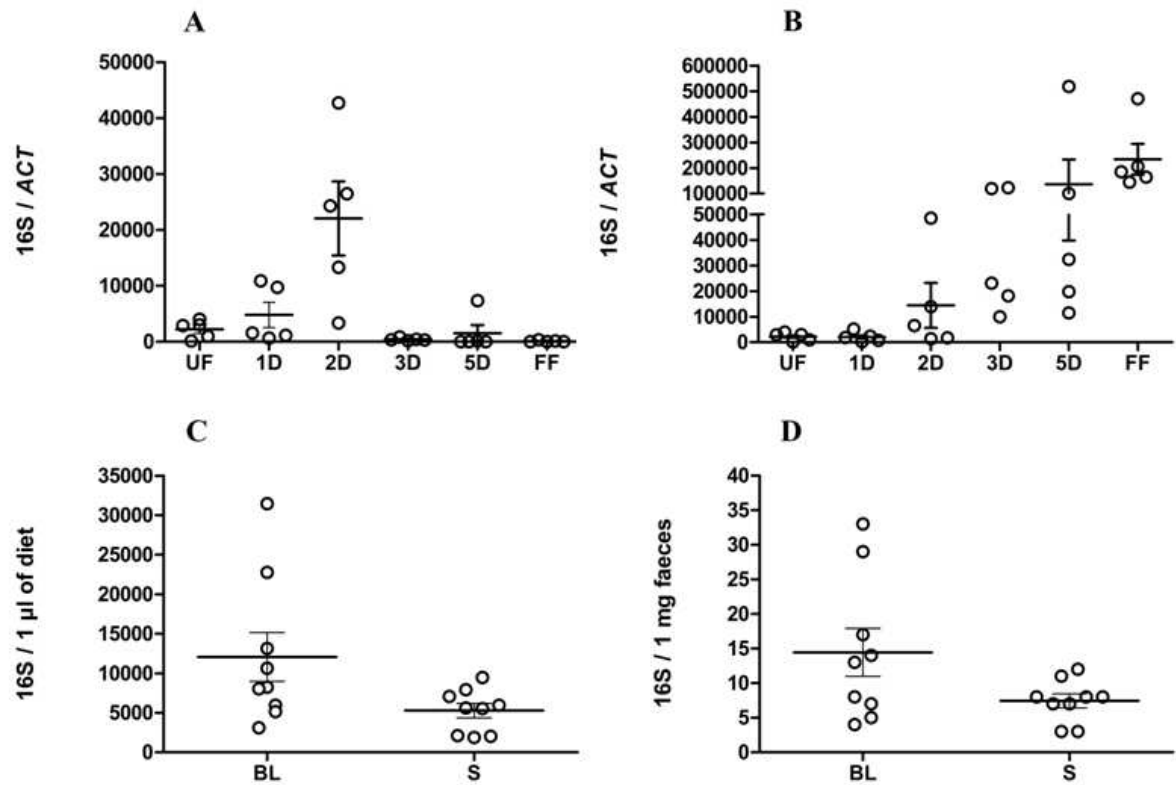 A
16S / ACT
50000
40000
30000
20000
10000
0
UF 1D 2D 3D 5D FF
B
16S / ACT
600000
500000
400000
300000
200000
100000
50000
40000
30000
20000
10000
0
UF 1D 2D 3D 5D FF
C
16S / 1 µl of diet
35000
30000
25000
20000
15000
10000
5000
0
BL S
D
16S / 1 mg faeces
40
35
30
25
20
15
10
5
0
BL S